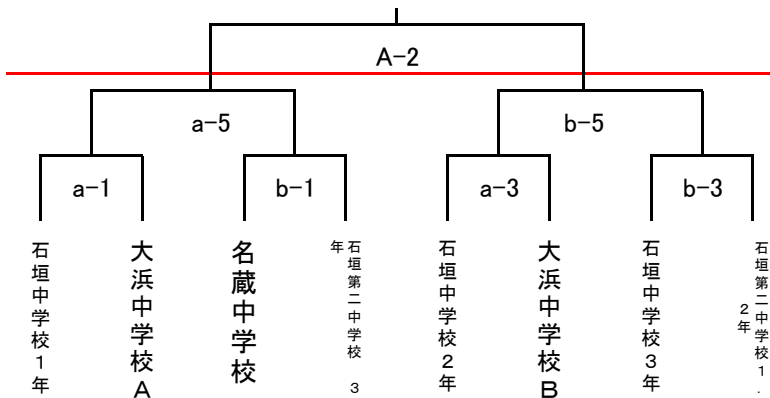 A-2
a-5
b-5
a-1
b-1
a-3
b-3
石垣中学校1年
大浜中学校A
名蔵中学校
石垣第二中学校 3
年
石垣中学校2年
大浜中学校B
石垣中学校3年
石垣第二中学校1.
2年